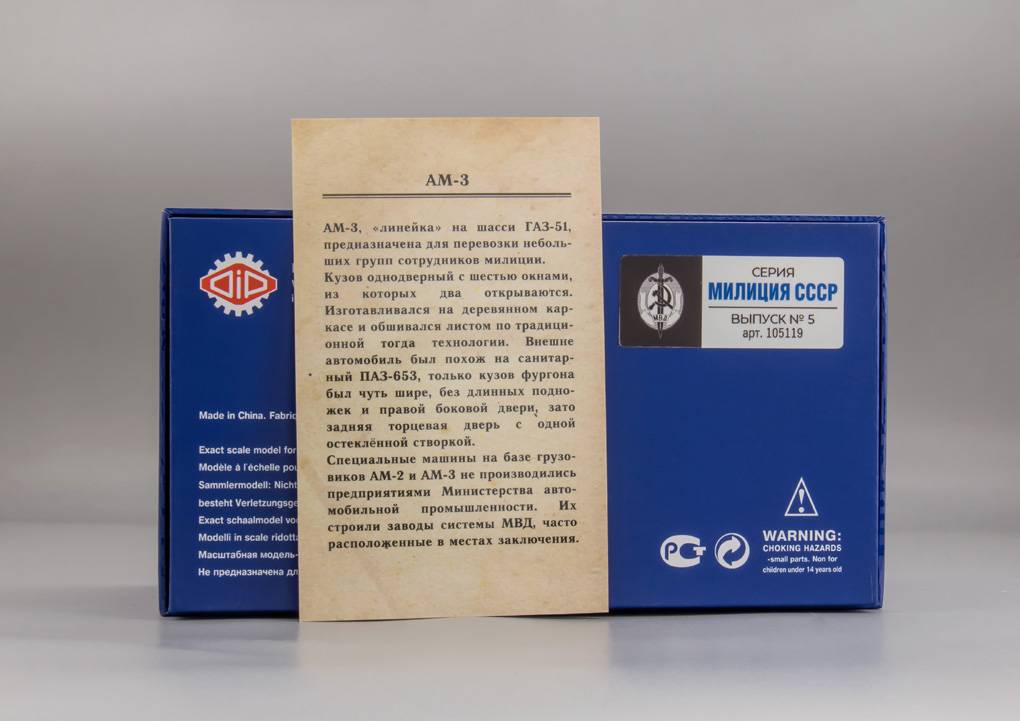 АМ-3
АМ-3, «линейка» на шасси ГАЗ-51,
предназначена для перевозки неболь-
ших групп сотрудников милиции.
Кузов однодверный с шестью окнами,
из которых два открываются.
Изготавливался на деревянном кар-
касе и обшивался листом по традици-
онной тогда технологии. Внешне
автомобиль был похож на санитар-
ный ПАЗ-653, только кузов фургона
был чуть шире, без длинных подно-
жек и правой боковой двери, зато
задняя торцевая дверь с одной
остеклённой створкой.
Специальные машины на базе грузо-
виков АМ-2 и АМ-3 не производились
предприятиями Министерства авто-
мобильной промышленности. Их
строили заводы системы МВД, часто
расположенные в местах заключения.
DiP
Made in China. Fabric
Exact scale model for
Modèle à l'échelle pou
Sammlermodell: Nicht
besteht Verletzungsge
Exact schaalmodel vo
Modelli in scale ridotta
Масштабная модель-
Не предназначена дл
МВД
СЕРИЯ
МИЛИЦИЯ СССР
ВЫПУСК № 5
арт. 105119
РСТ
WARNING:
CHOKING HAZARDS
-small parts. Non for
children under 14 years old